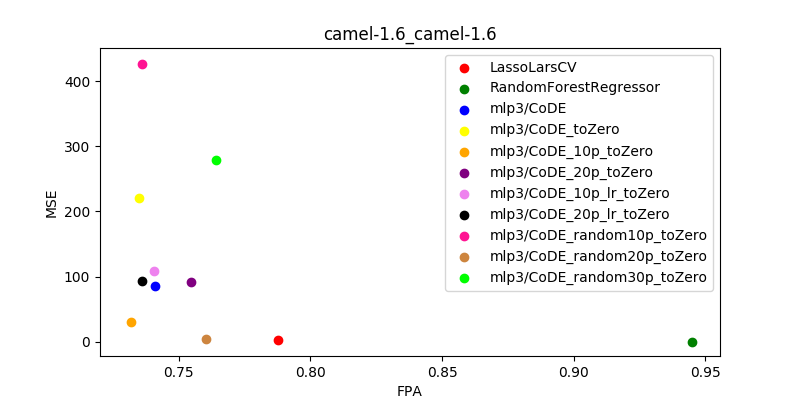 camel-1.6_camel-1.6
MSE
400
300
200
100
0
LassoLarsCV
RandomForestRegressor
mlp3/CoDE
mlp3/CoDE_toZero
mlp3/CoDE_10p_toZero
mlp3/CoDE_20p_toZero
mlp3/CoDE_10p_lr_toZero
mlp3/CoDE_20p_lr_toZero
mlp3/CoDE_random10p_toZero
mlp3/CoDE_random20p_toZero
mlp3/CoDE_random30p_toZero
0.75 0.80 0.85 0.90 0.95
FPA